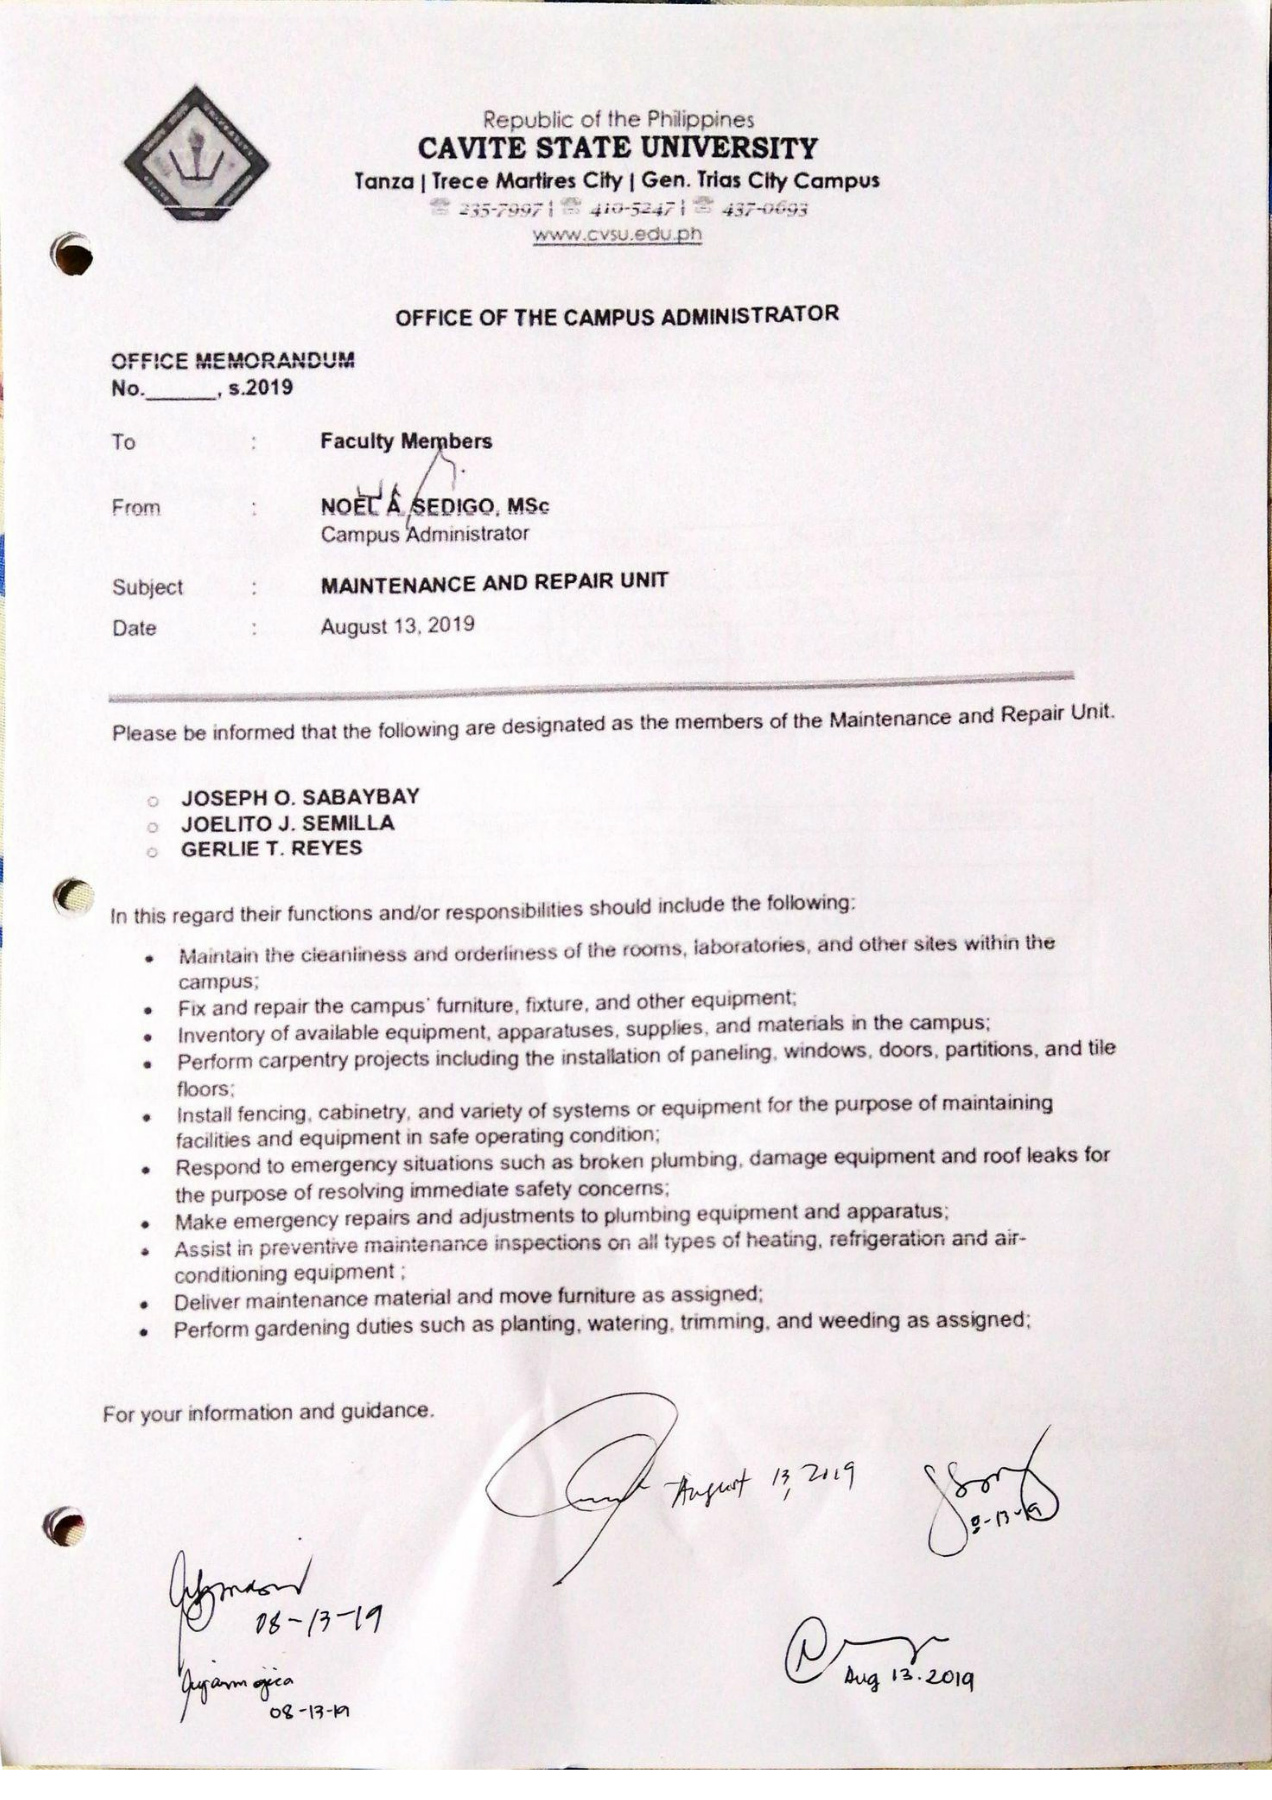 Republic of the Philippines
CAVITE STATE UNIVERSITY
Tanza | Trece Martires City | Gen. Trias City Campus
☏ 235-7997 | ☏ 410-5247 | ☏ 437-0693
www.cvsu.edu.ph
OFFICE OF THE CAMPUS ADMINISTRATOR
OFFICE MEMORANDUM
No.______, s.2019
To : Faculty Members
From : NOEL A. SEDIGO, MSc
Campus Administrator
Subject : MAINTENANCE AND REPAIR UNIT
Date : August 13, 2019
Please be informed that the following are designated as the members of the Maintenance and Repair Unit.
○ JOSEPH O. SABAYBAY
○ JOELITO J. SEMILLA
○ GERLIE T. REYES
In this regard their functions and/or responsibilities should include the following:
• Maintain the cleanliness and orderliness of the rooms, laboratories, and other sites within the
campus;
• Fix and repair the campus' furniture, fixture, and other equipment;
• Inventory of available equipment, apparatuses, supplies, and materials in the campus;
• Perform carpentry projects including the installation of paneling, windows, doors, partitions, and tile
floors;
• Install fencing, cabinetry, and variety of systems or equipment for the purpose of maintaining
facilities and equipment in safe operating condition;
• Respond to emergency situations such as broken plumbing, damage equipment and roof leaks for
the purpose of resolving immediate safety concerns;
• Make emergency repairs and adjustments to plumbing equipment and apparatus;
• Assist in preventive maintenance inspections on all types of heating, refrigeration and air-
conditioning equipment ;
• Deliver maintenance material and move furniture as assigned;
• Perform gardening duties such as planting, watering, trimming, and weeding as assigned;
For your information and guidance.
August 13, 2019
8-13-19
08-13-19
Aug 13.2019
08-13-19